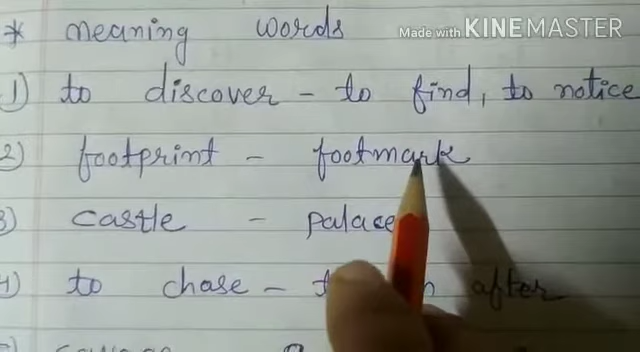 Made with KINEMASTER
* meaning words
1) to discover - to find, to notice
2) footprint - footmark
3) castle - palace
4) to chase - after